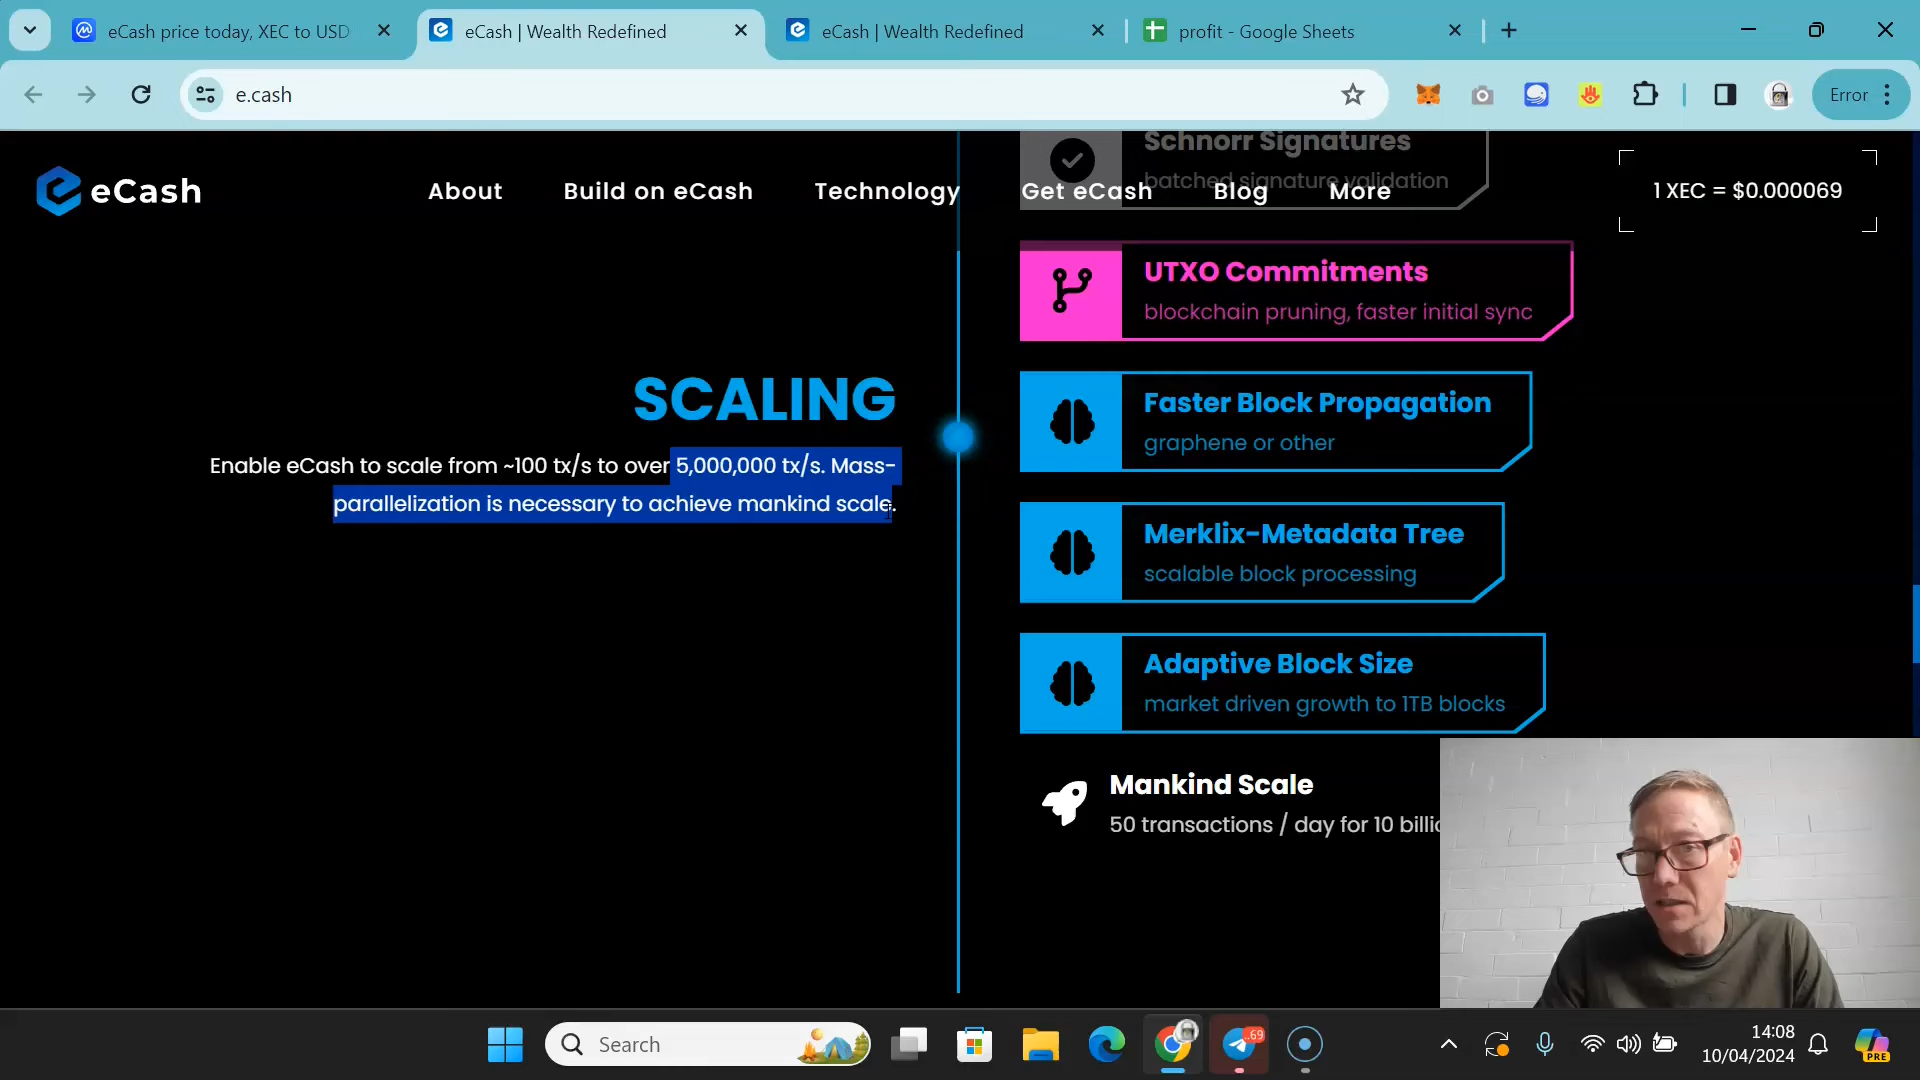 eCash price today, XEC to USD
eCash | Wealth Redefined
eCash | Wealth Redefined
profit - Google Sheets
e.cash
Error
eCash
About
Build on eCash
Technology
Get eCash
Blog
More
1 XEC = $0.000069
Schnorr Signatures
batched signature validation
UTXO Commitments
blockchain pruning, faster initial sync
SCALING
Enable eCash to scale from ~100 tx/s to over 5,000,000 tx/s. Mass-
parallelization is necessary to achieve mankind scale.
Faster Block Propagation
graphene or other
Merklix-Metadata Tree
scalable block processing
Adaptive Block Size
market driven growth to 1TB blocks
Mankind Scale
50 transactions / day for 10
Search
.69
14:08
10/04/2024
PRE